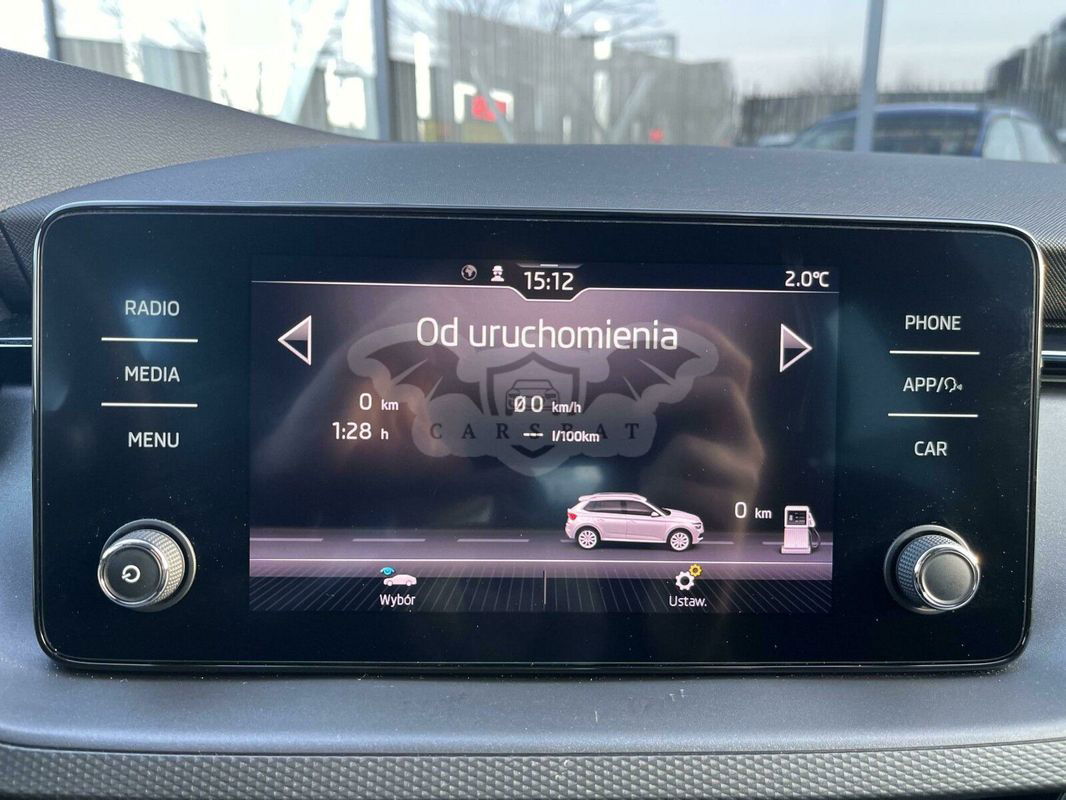 15:12
2.0°C
RADIO
MEDIA
MENU
Od uruchomienia
0 km
1:28 h
Ø 0 km/h
--- l/100km
CARSBAT
0 km
Wybór
Ustaw.
PHONE
APP/
CAR